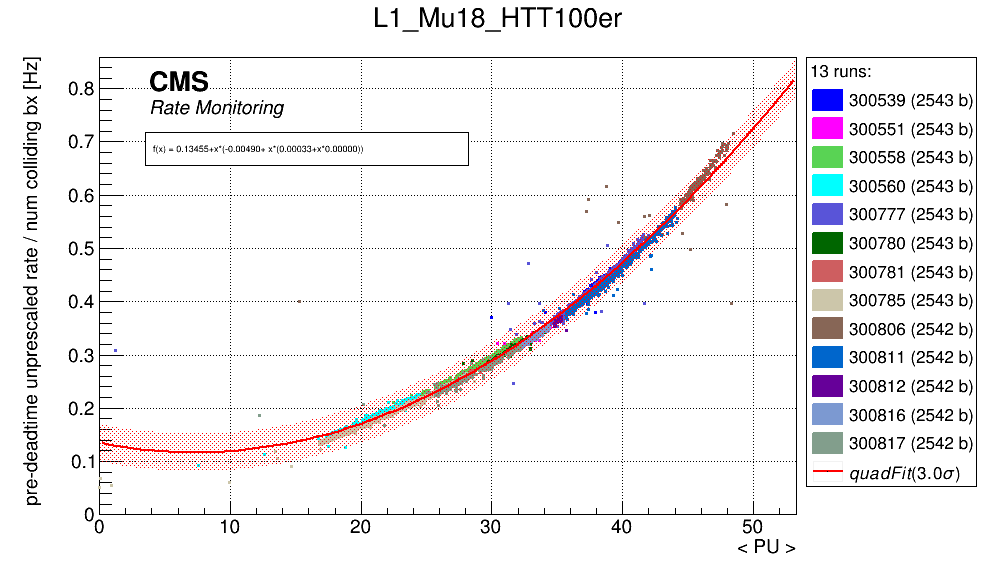 L1_Mu18_HTT100er
pre-deadtime unprescaled rate / num colliding bx [Hz]
CMS
Rate Monitoring
f(x) = 0.13455+x*(-0.00490+ x*(0.00033+x*0.00000))
0.8
0.7
0.6
0.5
0.4
0.3
0.2
0.1
0
0 10 20 30 40 50
< PU >
13 runs:
300539 (2543 b)
300551 (2543 b)
300558 (2543 b)
300560 (2543 b)
300777 (2543 b)
300780 (2543 b)
300781 (2543 b)
300785 (2543 b)
300806 (2542 b)
300811 (2542 b)
300812 (2542 b)
300816 (2542 b)
300817 (2542 b)
quadFit(3.0σ)